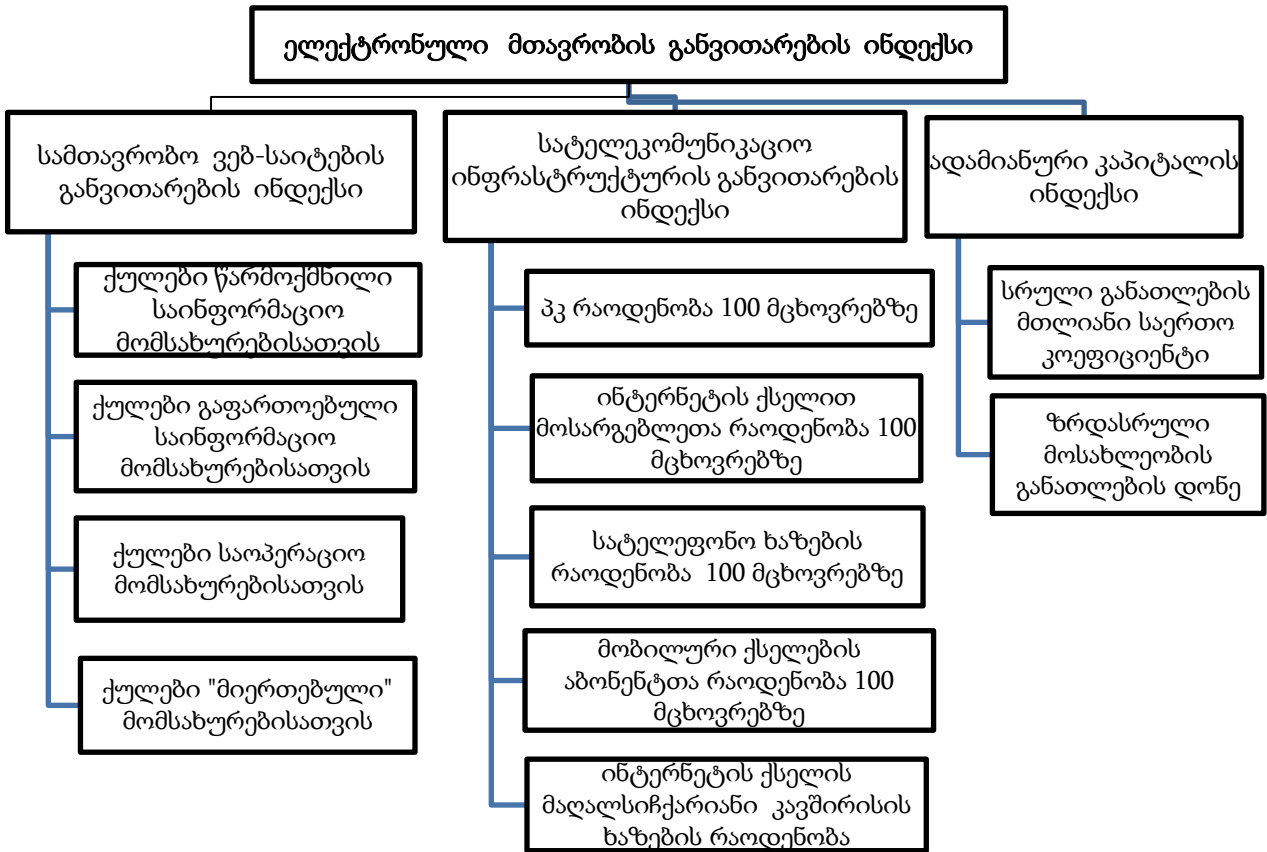 ელექტრონული მთავრობის განვითარების ინდექსი
სამთავრობო ვებ-საიტების
განვითარების ინდექსი
ქულები წარმოქმნილი
საინფორმაციო
მომსახურებისათვის
ქულები გაფართოებული
საინფორმაციო
მომსახურებისათვის
ქულები საოპერაციო
მომსახურებისათვის
ქულები "მიერთებული"
მომსახურებისათვის
სატელეკომუნიკაციო
ინფრასტრუქტურის განვითარების
ინდექსი
პკ რაოდენობა 100 მცხოვრებზე
ინტერნეტის ქსელით
მოსარგებლეთა რაოდენობა 100
მცხოვრებზე
სატელეფონო ხაზების
რაოდენობა 100 მცხოვრებზე
მობილური ქსელების
აბონენტთა რაოდენობა 100
მცხოვრებზე
ინტერნეტის ქსელის
მაღალსიჩქარიანი კავშირისის
ხაზების რაოდენობა
ადამიანური კაპიტალის
ინდექსი
სრული განათლების
მთლიანი საერთო
კოეფიციენტი
ზრდასრული
მოსახლეობის
განათლების დონე